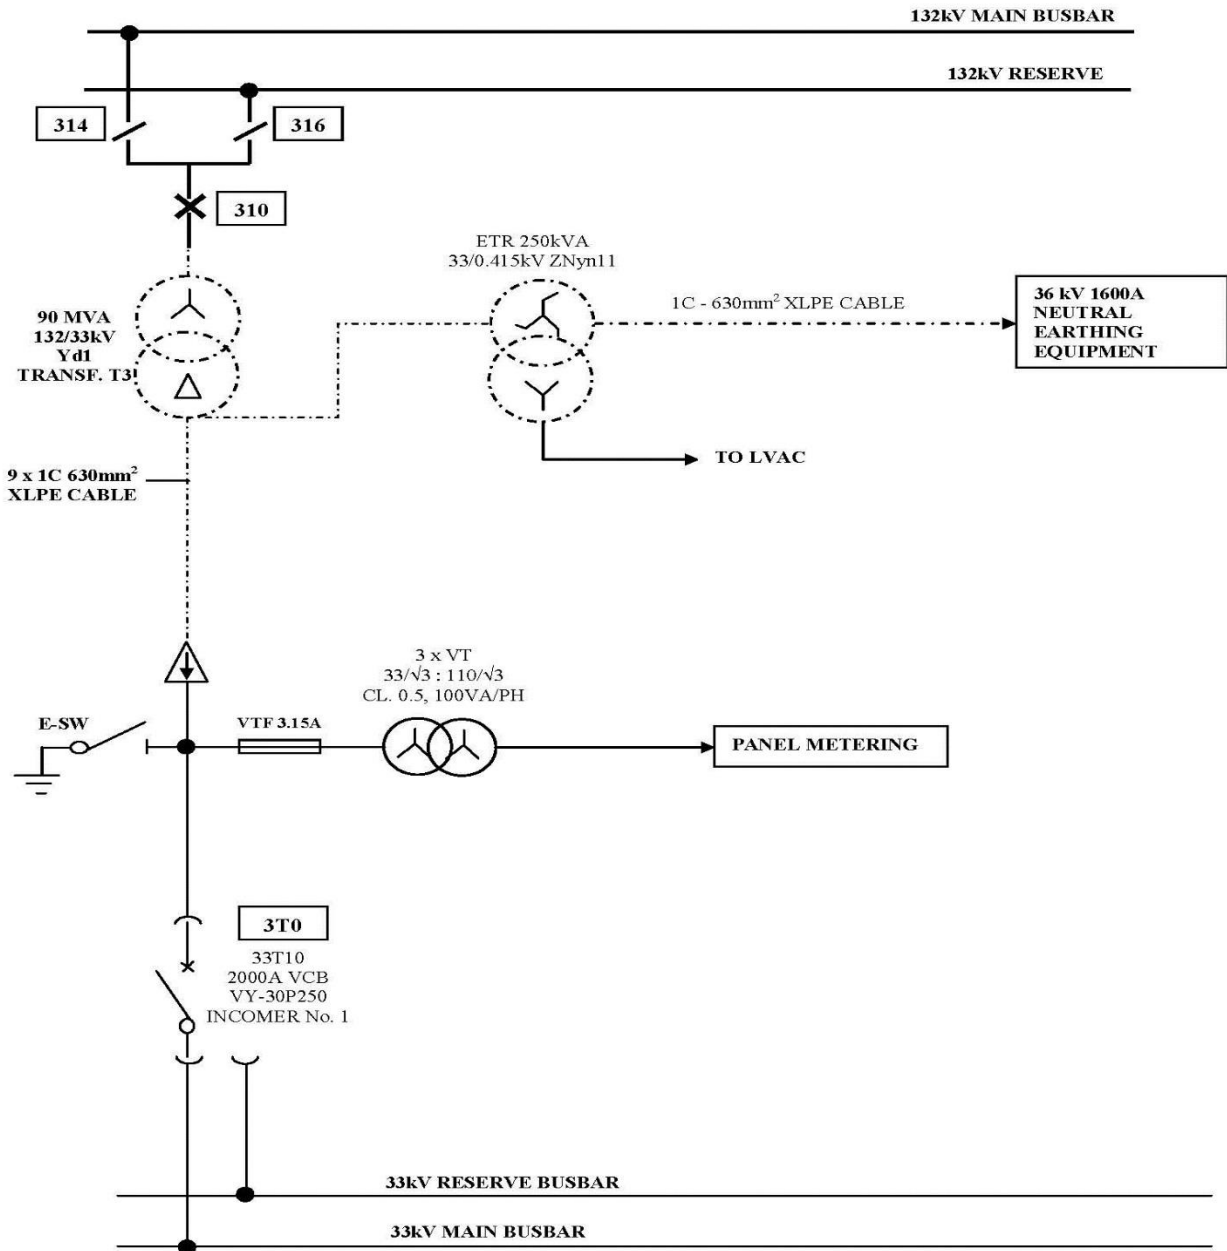 132kV MAIN BUSBAR
132kV RESERVE
314
316
310
ETR 250kVA
33/0.415kV ZNyn11
1C - 630mm² XLPE CABLE
36 kV 1600A
NEUTRAL
EARTHING
EQUIPMENT
90 MVA
132/33kV
Yd1
TRANSF. T3
TO LVAC
9 x 1C 630mm²
XLPE CABLE
3 x VT
33/√3 : 110/√3
CL. 0.5, 100VA/PH
E-SW
VTF 3.15A
PANEL METERING
3T0
33T10
2000A VCB
VY-30P250
INCOMER No. 1
33kV RESERVE BUSBAR
33kV MAIN BUSBAR